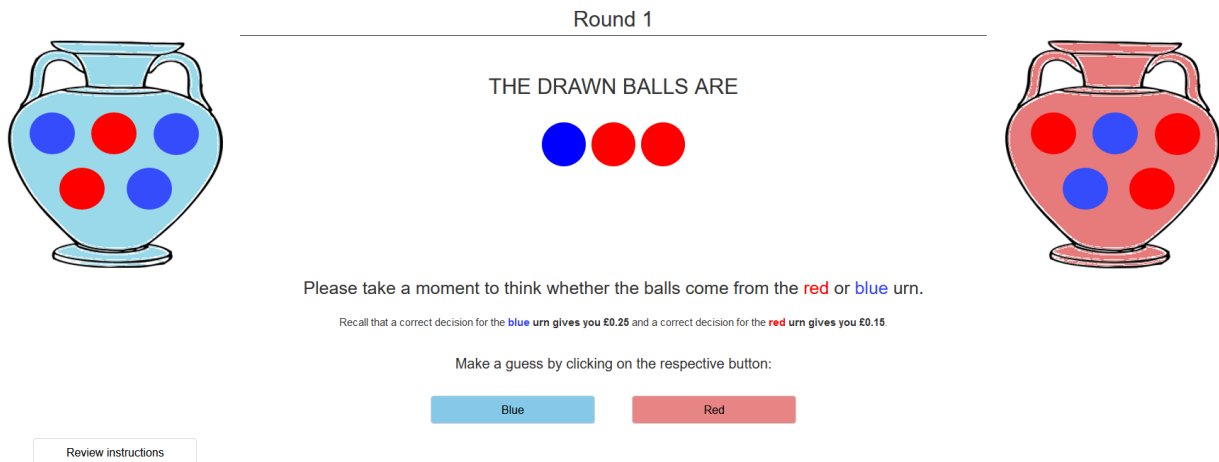 Round 1
THE DRAWN BALLS ARE
Please take a moment to think whether the balls come from the red or blue urn.
Recall that a correct decision for the blue urn gives you £0.25 and a correct decision for the red urn gives you £0.15.
Make a guess by clicking on the respective button:
Blue Red
Review instructions